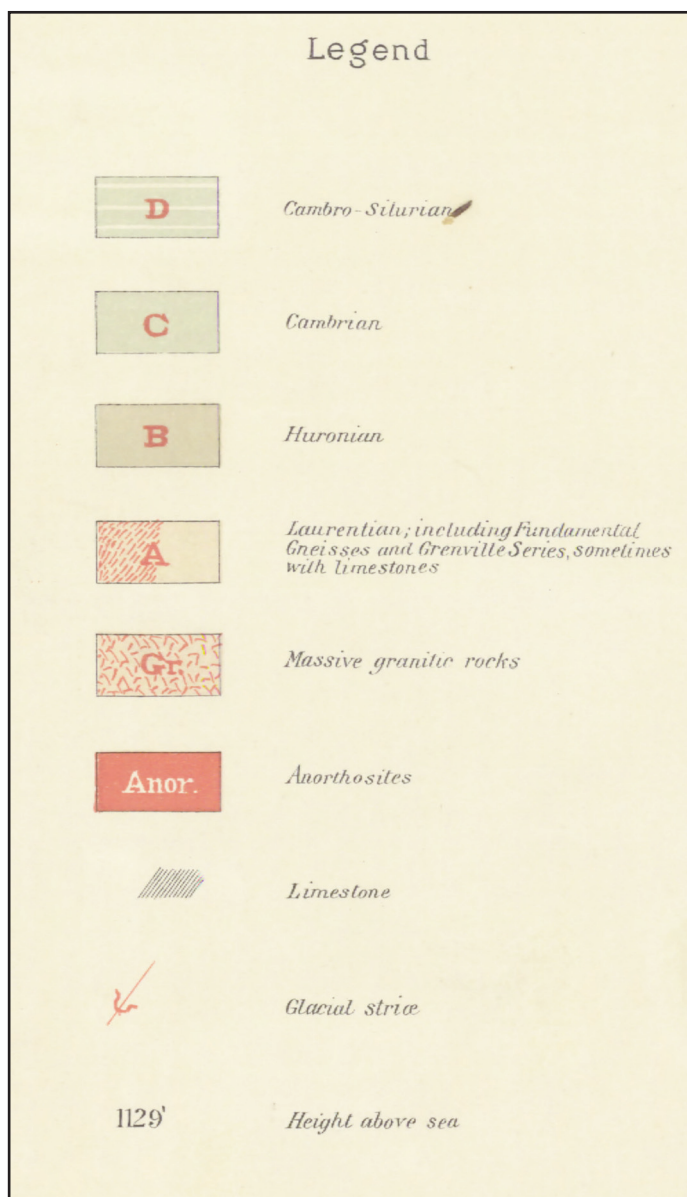 Legend
D Cambro-Silurian
C Cambrian
B Huronian
A Laurentian; including Fundamental
Gneisses and Grenville Series, sometimes
with limestones
Gr. Massive granitic rocks
Anor. Anorthosites
Limestone
Glacial striæ
1129' Height above sea